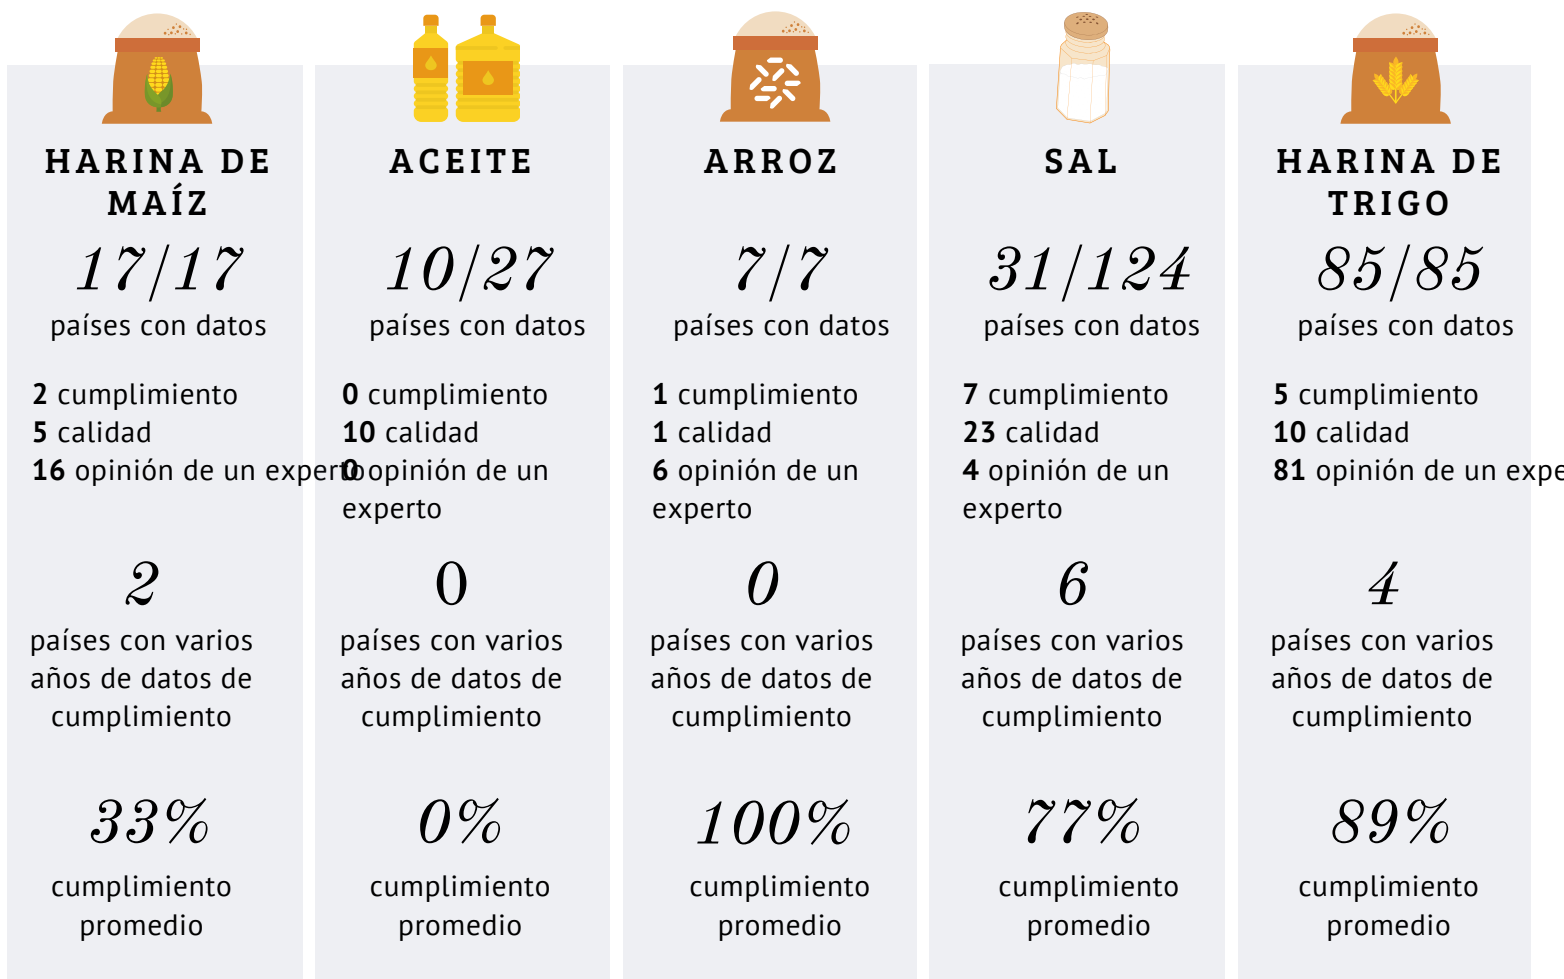 HARINA DE
MAÍZ
17/17
países con datos
2 cumplimiento
5 calidad
16 opinión de un experto
2
países con varios
años de datos de
cumplimiento
33%
cumplimiento
promedio
ACEITE
10/27
países con datos
0 cumplimiento
10 calidad
0 opinión de un
experto
0
países con varios
años de datos de
cumplimiento
0%
cumplimiento
promedio
ARROZ
7/7
países con datos
1 cumplimiento
1 calidad
6 opinión de un
experto
0
países con varios
años de datos de
cumplimiento
100%
cumplimiento
promedio
SAL
31/124
países con datos
7 cumplimiento
23 calidad
4 opinión de un
experto
6
países con varios
años de datos de
cumplimiento
77%
cumplimiento
promedio
HARINA DE
TRIGO
85/85
países con datos
5 cumplimiento
10 calidad
81 opinión de un expe
4
países con varios
años de datos de
cumplimiento
89%
cumplimiento
promedio